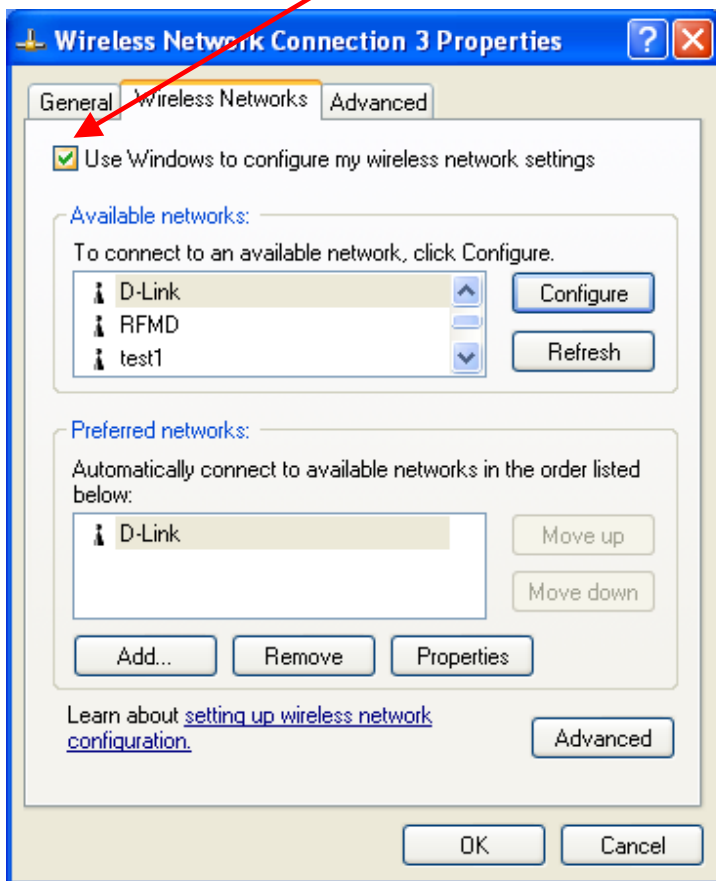 Wireless Network Connection 3 Properties
?
General Wireless Networks Advanced
Use Windows to configure my wireless network settings
Available networks:
To connect to an available network, click Configure.
D-Link
RFMD
test1
Configure
Refresh
Preferred networks:
Automatically connect to available networks in the order listed
below:
D-Link
Move up
Move down
Add... Remove Properties
Learn about setting up wireless network
configuration.
Advanced
OK Cancel